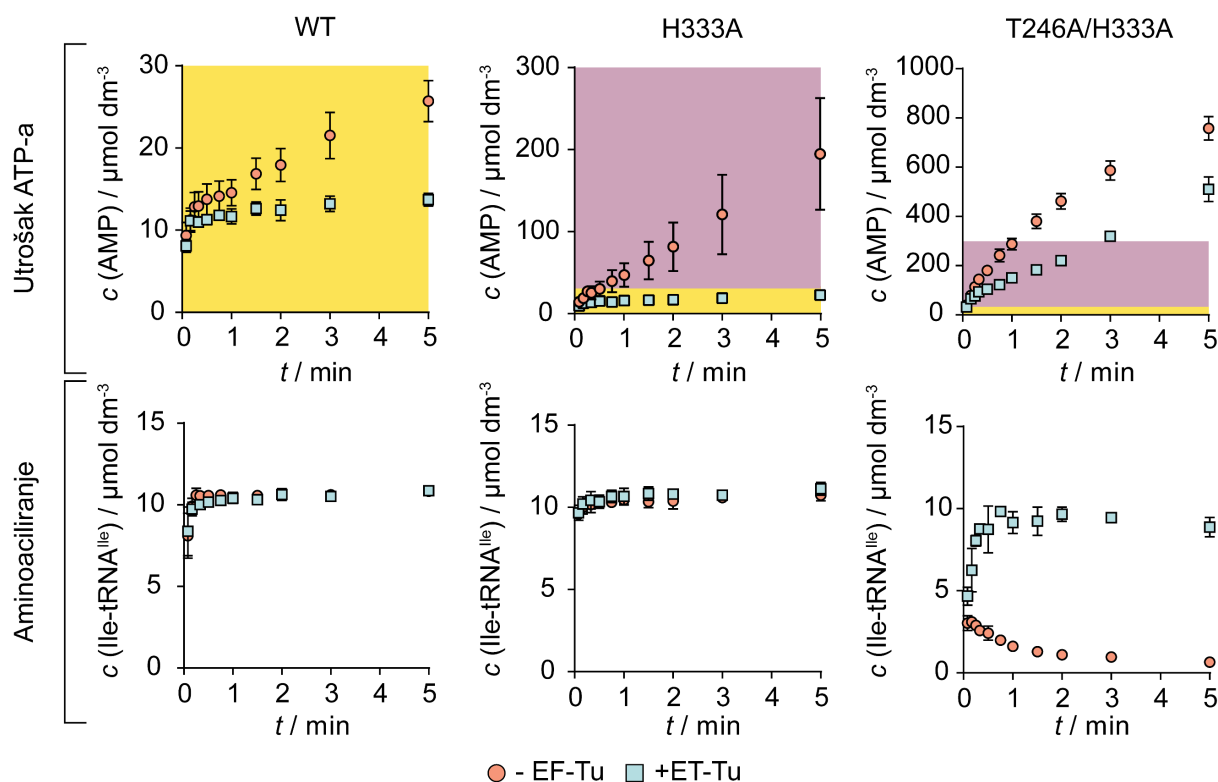 WT
H333A
T246A/H333A
Utrošak ATP-a
c (AMP) / µmol dm⁻³
30
20
10
0
0 1 2 3 4 5
t / min
c (AMP) / µmol dm⁻³
300
200
100
0
0 1 2 3 4 5
t / min
c (AMP) / µmol dm⁻³
1000
800
600
400
200
0
0 1 2 3 4 5
t / min
Aminoaciliranje
c (Ile-tRNAᴵˡᵉ) / µmol dm⁻³
15
10
5
0
0 1 2 3 4 5
t / min
c (Ile-tRNAᴵˡᵉ) / µmol dm⁻³
15
10
5
0
0 1 2 3 4 5
t / min
c (Ile-tRNAᴵˡᵉ) / µmol dm⁻³
15
10
5
0
0 1 2 3 4 5
t / min
- EF-Tu +ET-Tu